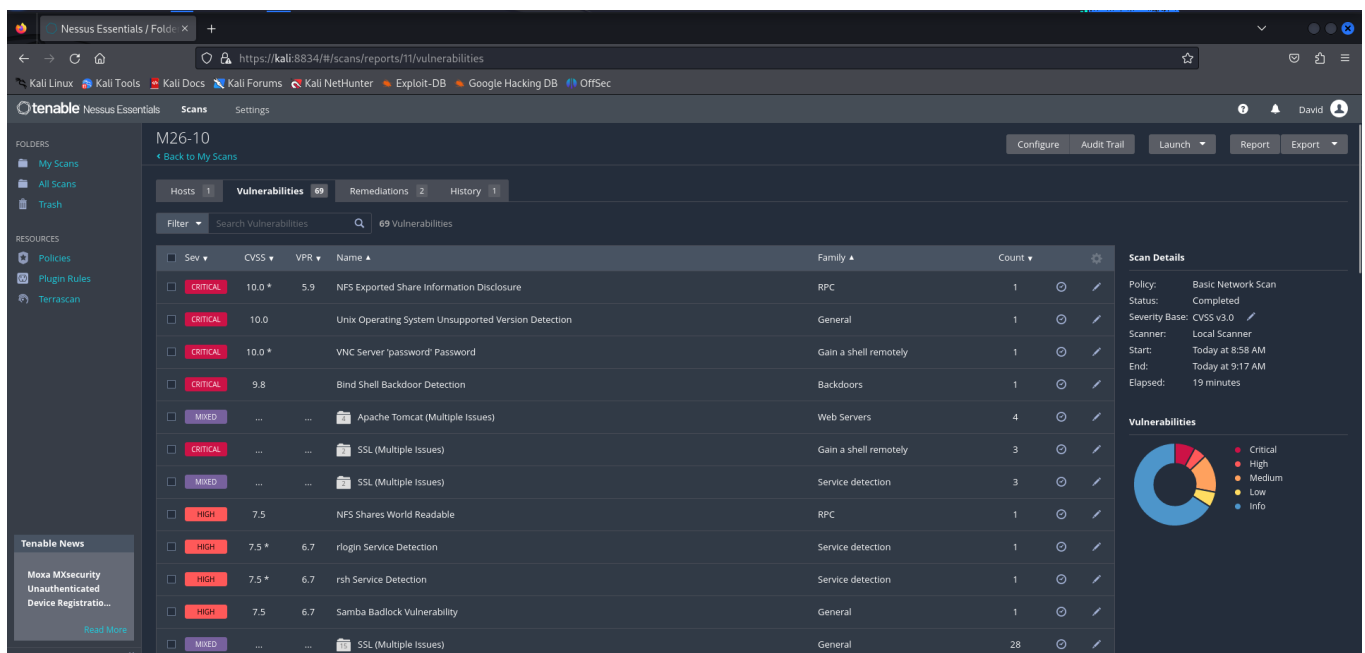 Nessus Essentials / Folde
https://kali:8834/#/scans/reports/11/vulnerabilities
Kali Linux Kali Tools Kali Docs Kali Forums Kali NetHunter Exploit-DB Google Hacking DB OffSec
tenable Nessus Essentials Scans Settings David
FOLDERS
My Scans
All Scans
Trash
RESOURCES
Policies
Plugin Rules
Terrascan
Tenable News
Moxa MXsecurity
Unauthenticated
Device Registratio...
Read More
M26-10
Back to My Scans
Configure Audit Trail Launch Report Export
Hosts 1 Vulnerabilities 69 Remediations 2 History 1
Filter Search Vulnerabilities 69 Vulnerabilities
Sev CVSS VPR Name Family Count
CRITICAL 10.0 * 5.9 NFS Exported Share Information Disclosure RPC 1
CRITICAL 10.0 Unix Operating System Unsupported Version Detection General 1
CRITICAL 10.0 * VNC Server 'password' Password Gain a shell remotely 1
CRITICAL 9.8 Bind Shell Backdoor Detection Backdoors 1
MIXED ... ... 4 Apache Tomcat (Multiple Issues) Web Servers 4
CRITICAL ... ... 2 SSL (Multiple Issues) Gain a shell remotely 3
MIXED ... ... 2 SSL (Multiple Issues) Service detection 3
HIGH 7.5 NFS Shares World Readable RPC 1
HIGH 7.5 * 6.7 rlogin Service Detection Service detection 1
HIGH 7.5 * 6.7 rsh Service Detection Service detection 1
HIGH 7.5 6.7 Samba Badlock Vulnerability General 1
MIXED ... ... 15 SSL (Multiple Issues) General 28
Scan Details
Policy: Basic Network Scan
Status: Completed
Severity Base: CVSS v3.0
Scanner: Local Scanner
Start: Today at 8:58 AM
End: Today at 9:17 AM
Elapsed: 19 minutes
Vulnerabilities
Critical
High
Medium
Low
Info